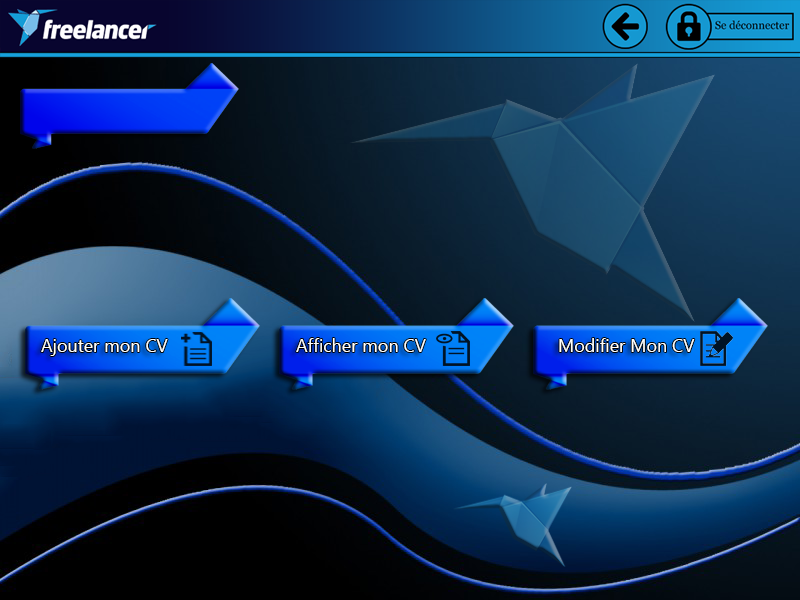 freelancer
Se déconnecter
Ajouter mon CV
Afficher mon CV
Modifier Mon CV